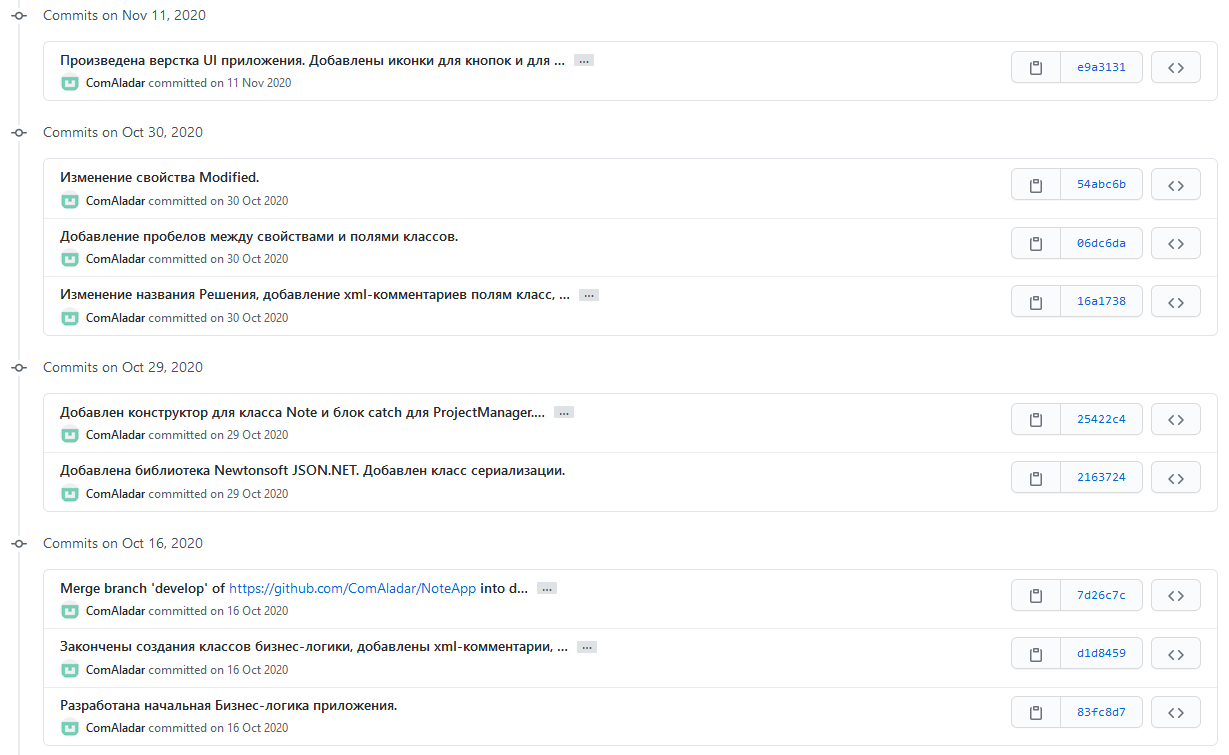 Commits on Nov 11, 2020
Произведена верстка UI приложения. Добавлены иконки для кнопок и для ... ...
e9a3131
ComAladar committed on 11 Nov 2020
Commits on Oct 30, 2020
Изменение свойства Modified.
54abc6b
ComAladar committed on 30 Oct 2020
Добавление пробелов между свойствами и полями классов.
06dc6da
ComAladar committed on 30 Oct 2020
Изменение названия Решения, добавление xml-комментариев полям класс, ... ...
16a1738
ComAladar committed on 30 Oct 2020
Commits on Oct 29, 2020
Добавлен конструктор для класса Note и блок catch для ProjectManager.... ...
25422c4
ComAladar committed on 29 Oct 2020
Добавлена библиотека Newtonsoft JSON.NET. Добавлен класс сериализации.
2163724
ComAladar committed on 29 Oct 2020
Commits on Oct 16, 2020
Merge branch 'develop' of https://github.com/ComAladar/NoteApp into d... ...
7d26c7c
ComAladar committed on 16 Oct 2020
Закончены создания классов бизнес-логики, добавлены xml-комментарии, ... ...
d1d8459
ComAladar committed on 16 Oct 2020
Разработана начальная Бизнес-логика приложения.
83fc8d7
ComAladar committed on 16 Oct 2020